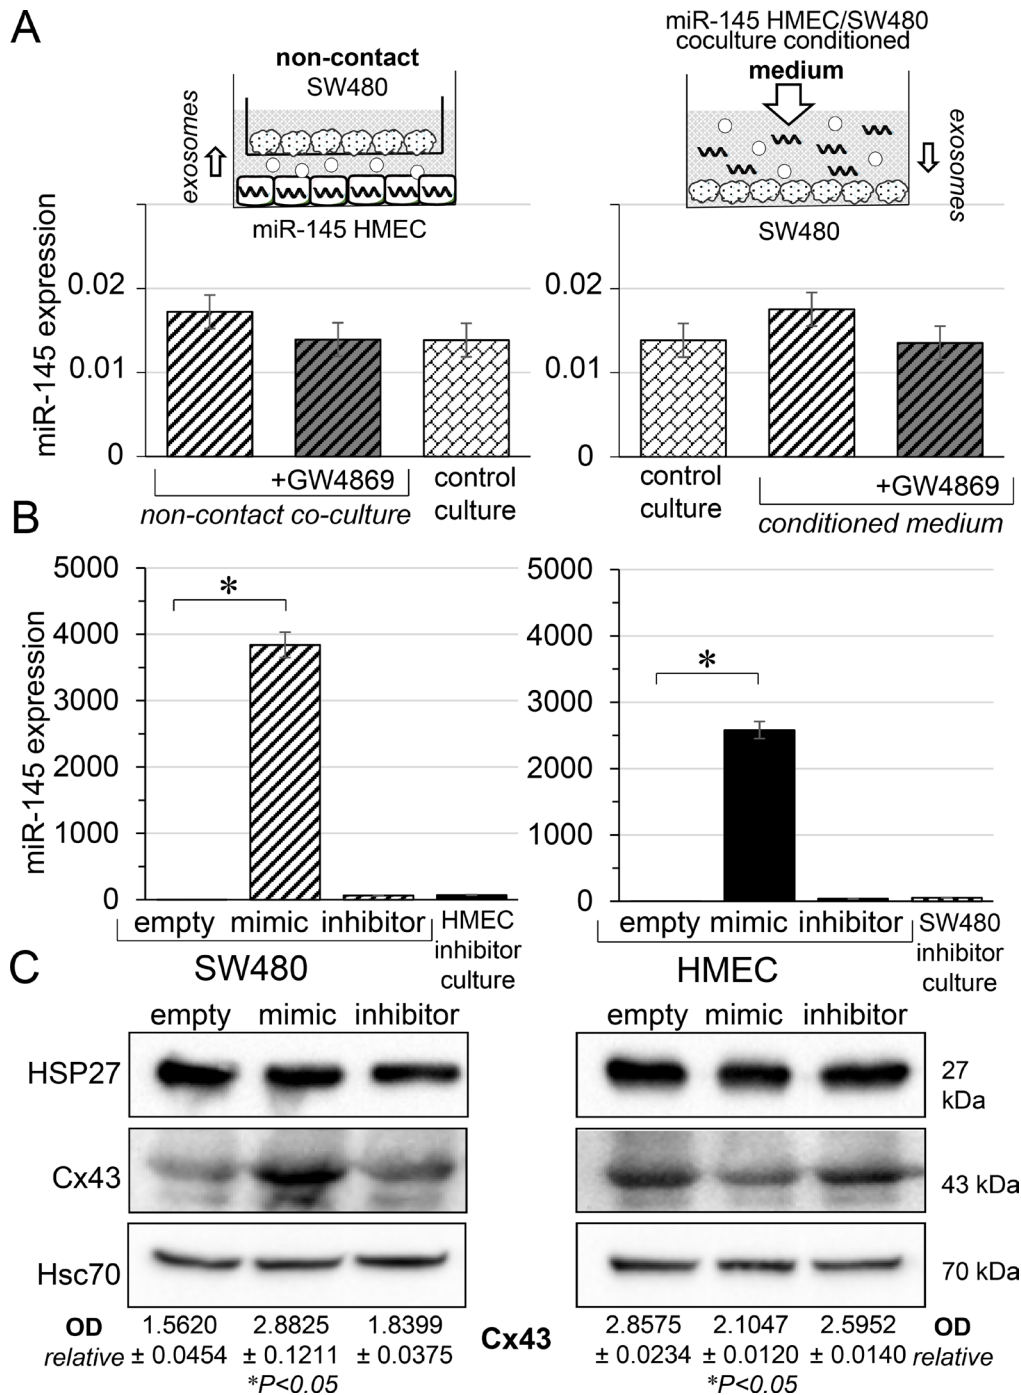 A
non-contact
SW480
exosomes
miR-145 HMEC
miR-145 HMEC/SW480
coculture conditioned
medium
exosomes
SW480
miR-145 expression
0.02
0.01
0
+GW4869
non-contact co-culture
control
culture
0.02
0.01
0
control
culture
+GW4869
conditioned medium
B
miR-145 expression
5000
4000
3000
2000
1000
0
*
empty mimic inhibitor
SW480
HMEC
inhibitor
culture
5000
4000
3000
2000
1000
0
*
empty mimic inhibitor
HMEC
SW480
inhibitor
culture
C
empty mimic inhibitor
empty mimic inhibitor
HSP27
27
kDa
Cx43
43 kDa
Hsc70
70 kDa
OD 1.5620 2.8825 1.8399
relative ± 0.0454 ± 0.1211 ± 0.0375
*P<0.05
Cx43
2.8575 2.1047 2.5952 OD
± 0.0234 ± 0.0120 ± 0.0140 relative
*P<0.05